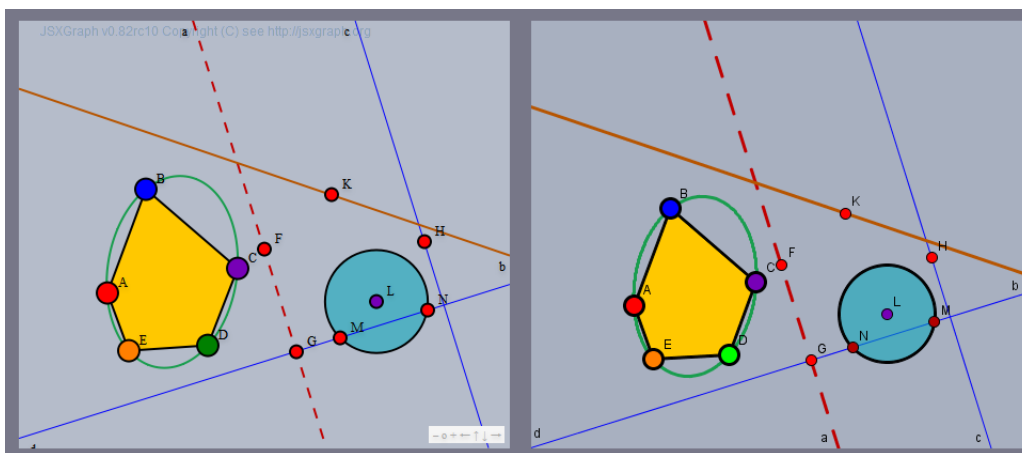 JSXGraph v0.82rc10 Copyright (C) see http://jsxgraph.org
a
c
K
B
F
H
C
b
A
L
N
M
E
D
G
d
− o + ← ↑ ↓ →
K
B
H
F
C
b
A
L
M
N
E
D
G
d
a
c